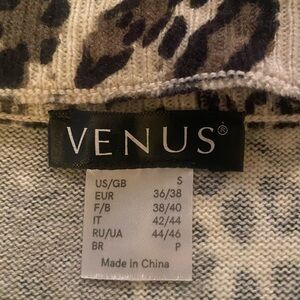 VENUS®
US/GB S
EUR 36/38
F/B 38/40
IT 42/44
RU/UA 44/46
BR P
Made in China